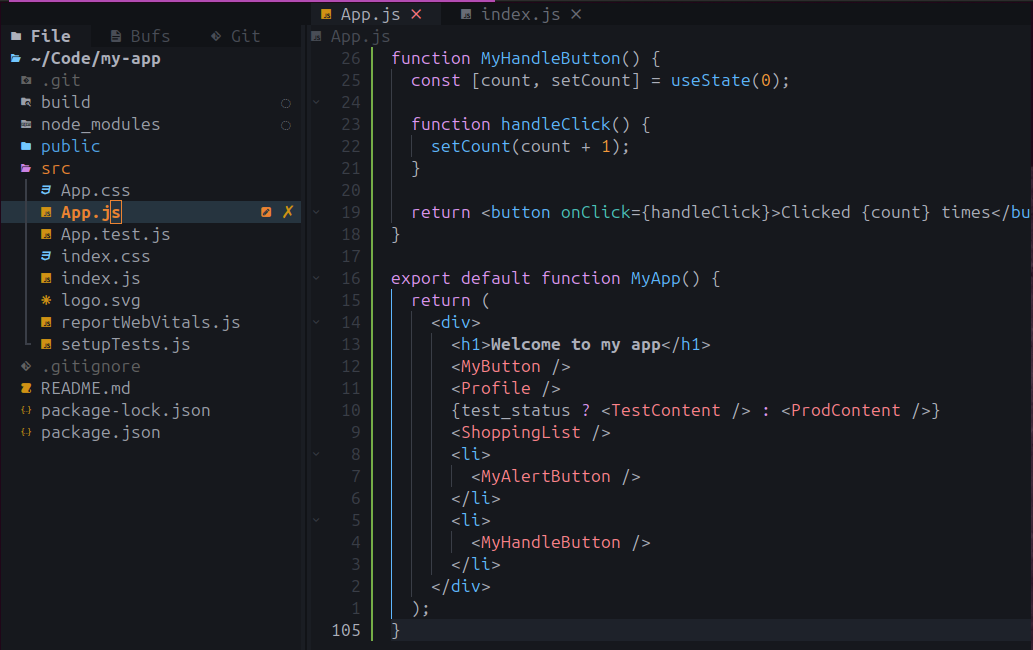 App.js × index.js ×
File Bufs Git
~/Code/my-app
.git
build
node_modules
public
src
App.css
App.js
App.test.js
index.css
index.js
logo.svg
reportWebVitals.js
setupTests.js
.gitignore
README.md
package-lock.json
package.json
App.js
26 function MyHandleButton() {
25 const [count, setCount] = useState(0);
24
23 function handleClick() {
22 setCount(count + 1);
21 }
20
19 return <button onClick={handleClick}>Clicked {count} times</bu
18 }
17
16 export default function MyApp() {
15 return (
14 <div>
13 <h1>Welcome to my app</h1>
12 <MyButton />
11 <Profile />
10 {test_status ? <TestContent /> : <ProdContent />}
9 <ShoppingList />
8 <li>
7 <MyAlertButton />
6 </li>
5 <li>
4 <MyHandleButton />
3 </li>
2 </div>
1 );
105 }